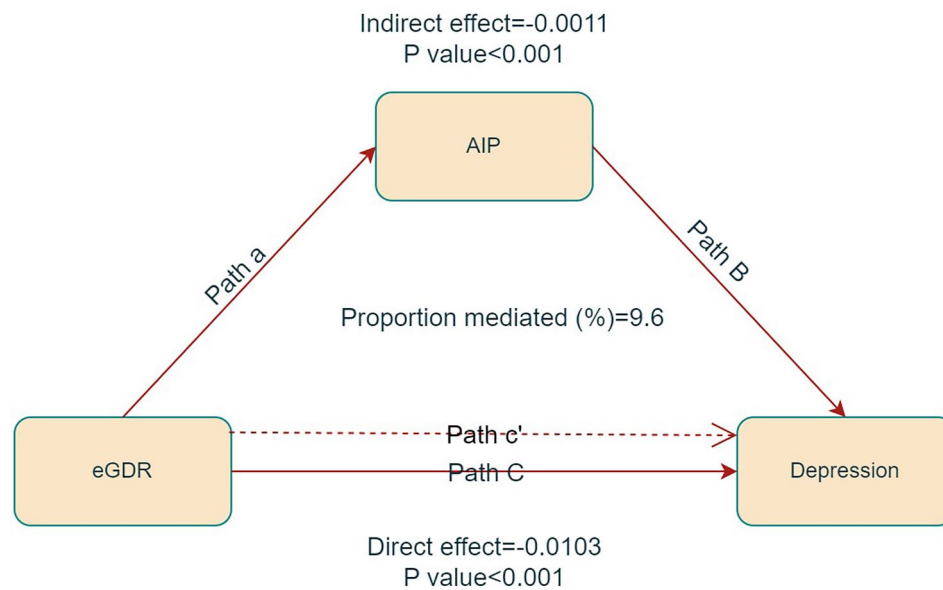 Indirect effect=-0.0011
P value<0.001
AIP
Path a
Path B
Proportion mediated (%)=9.6
Path c'
eGDR
Path C
Depression
Direct effect=-0.0103
P value<0.001